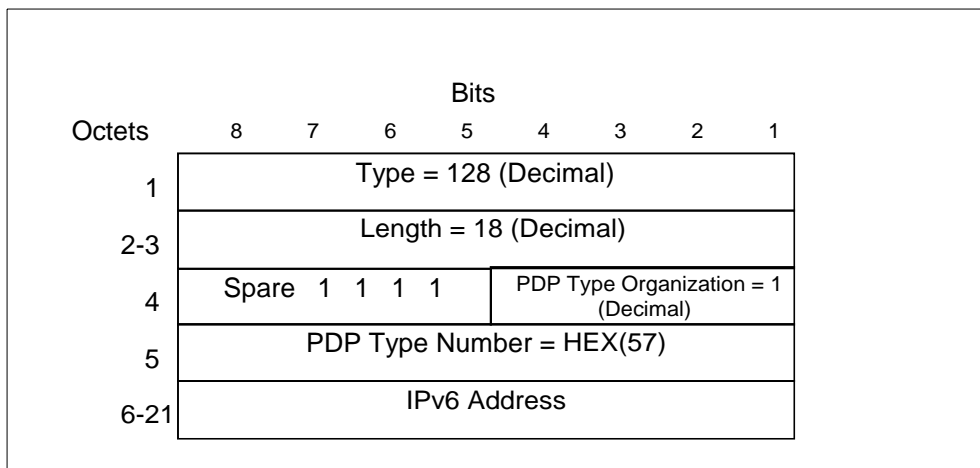 Bits
Octets 8 7 6 5 4 3 2 1
1 Type = 128 (Decimal)
2-3 Length = 18 (Decimal)
4 Spare 1 1 1 1 PDP Type Organization = 1
(Decimal)
5 PDP Type Number = HEX(57)
6-21 IPv6 Address